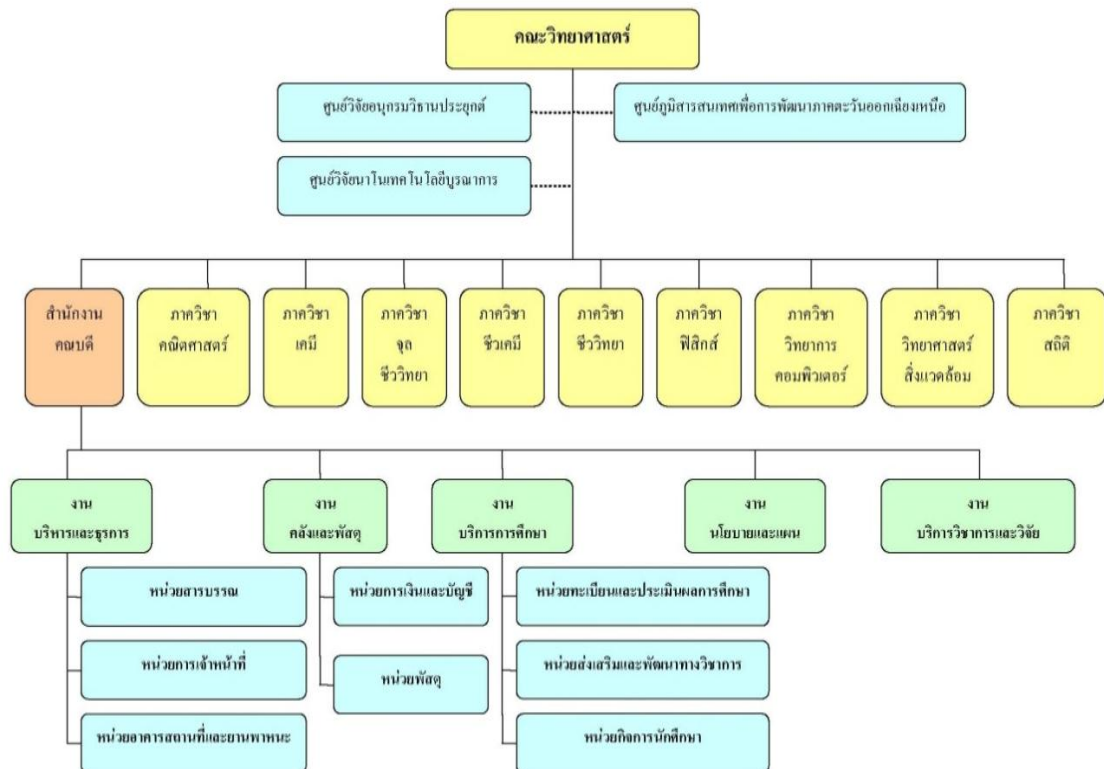 คณะวิทยาศาสตร์
ศูนย์วิจัยอนุกรมวิธานประยุกต์
ศูนย์ภูมิสารสนเทศเพื่อการพัฒนาภาคตะวันออกเฉียงเหนือ
ศูนย์วิจัยนาโนเทคโนโลยีบูรณาการ
สำนักงาน
คณบดี
ภาควิชา
คณิตศาสตร์
ภาควิชา
เคมี
ภาควิชา
จุล
ชีววิทยา
ภาควิชา
ชีวเคมี
ภาควิชา
ชีววิทยา
ภาควิชา
ฟิสิกส์
ภาควิชา
วิทยาการ
คอมพิวเตอร์
ภาควิชา
วิทยาศาสตร์
สิ่งแวดล้อม
ภาควิชา
สถิติ
งาน
บริหารและธุรการ
งาน
คลังและพัสดุ
งาน
บริการการศึกษา
งาน
นโยบายและแผน
งาน
บริการวิชาการและวิจัย
หน่วยสารบรรณ
หน่วยการเจ้าหน้าที่
หน่วยอาคารสถานที่และยานพาหนะ
หน่วยการเงินและบัญชี
หน่วยพัสดุ
หน่วยทะเบียนและประเมินผลการศึกษา
หน่วยส่งเสริมและพัฒนาทางวิชาการ
หน่วยกิจการนักศึกษา